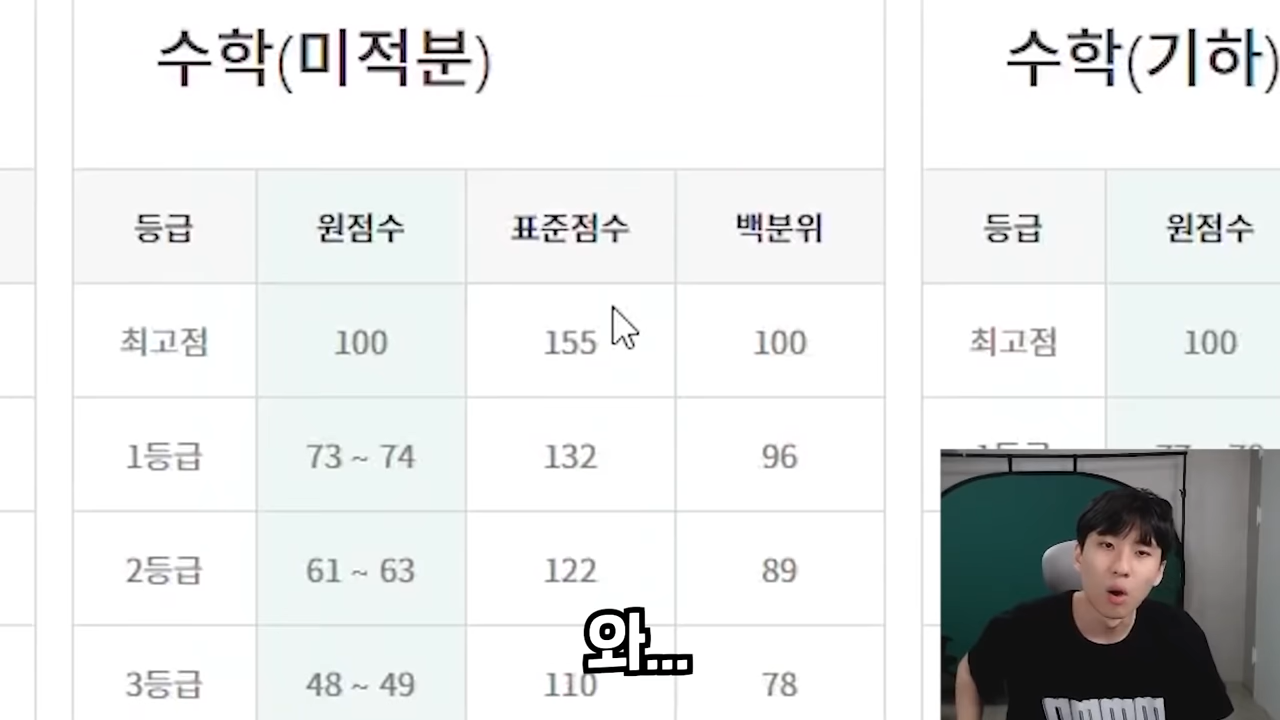 수학(미적분)
수학(기하)
등급 원점수 표준점수 백분위
등급 원점수
최고점 100 155 100
최고점 100
1등급 73 ~ 74 132 96
2등급 61 ~ 63 122 89
3등급 48 ~ 49 110 78
와...